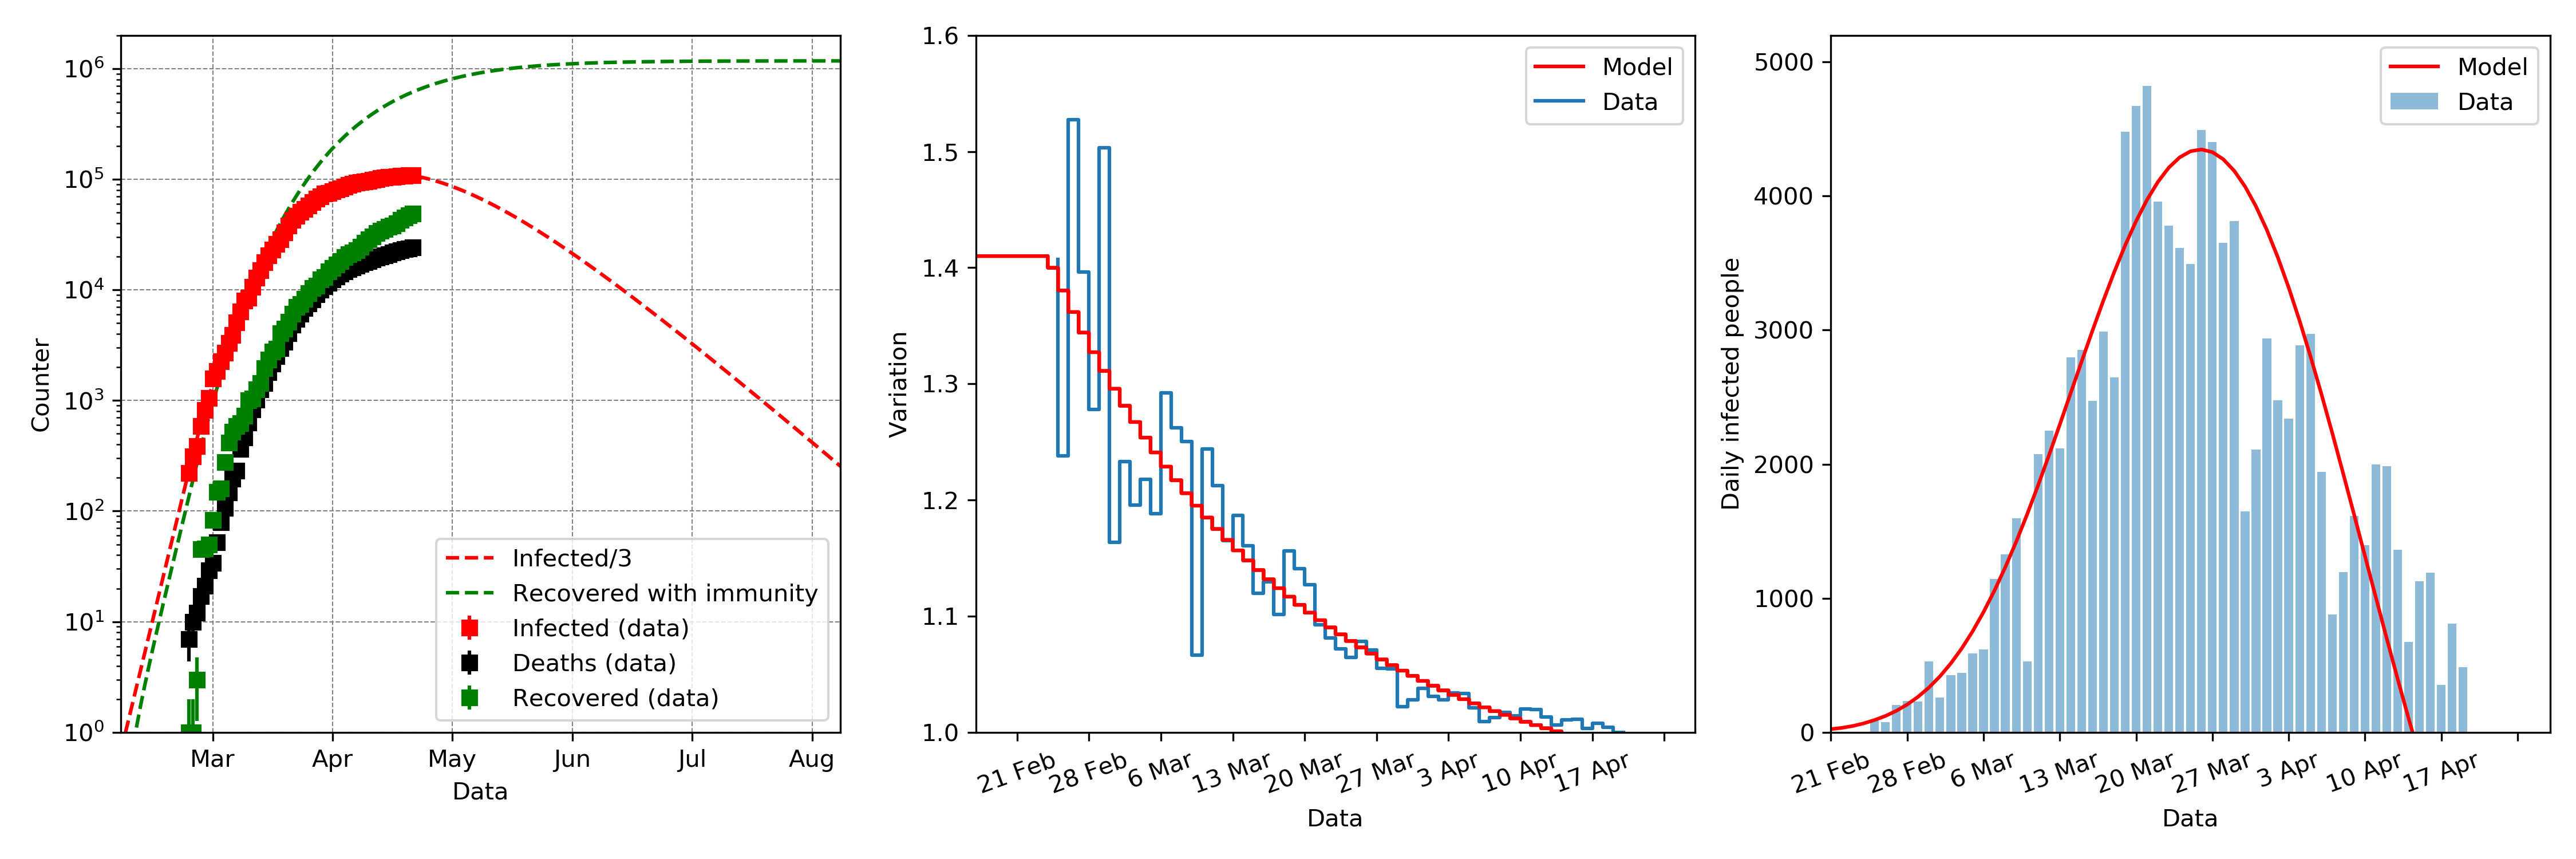 10^6
10^5
10^4
10^3
10^2
10^1
10^0
Counter
Infected/3
Recovered with immunity
Infected (data)
Deaths (data)
Recovered (data)
Mar Apr May Jun Jul Aug
Data
1.6
1.5
1.4
1.3
1.2
1.1
1.0
Variation
Model
Data
21 Feb 28 Feb 6 Mar 13 Mar 20 Mar 27 Mar 3 Apr 10 Apr 17 Apr
Data
5000
4000
3000
2000
1000
0
Daily infected people
Model
Data
21 Feb 28 Feb 6 Mar 13 Mar 20 Mar 27 Mar 3 Apr 10 Apr 17 Apr
Data